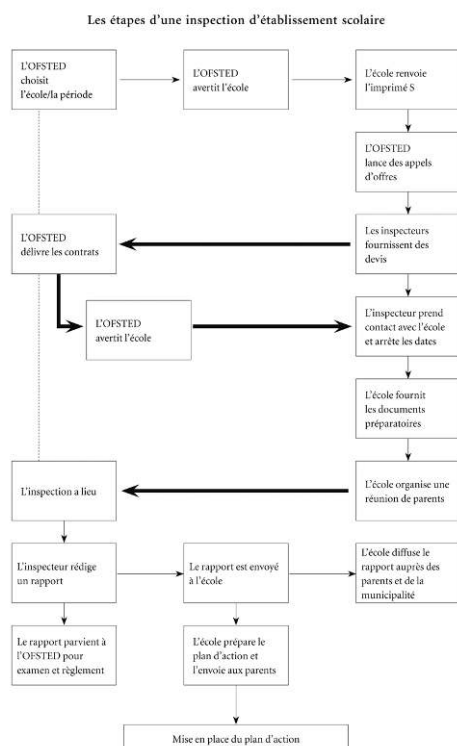 Les étapes d'une inspection d'établissement scolaire
L'OFSTED
choisit
l'école/la période
L'OFSTED
avertit l'école
L'école renvoie
l'imprimé S
L'OFSTED
lance des appels
d'offres
Les inspecteurs
fournissent des
devis
L'OFSTED
délivre les contrats
L'OFSTED
avertit l'école
L'inspecteur prend
contact avec l'école
et arrête les dates
L'école fournit
les documents
préparatoires
L'école organise une
réunion de parents
L'inspection a lieu
L'inspecteur rédige
un rapport
Le rapport est envoyé
à l'école
L'école diffuse le
rapport auprès des
parents et de la
municipalité
Le rapport parvient à
l'OFSTED pour
examen et règlement
L'école prépare le
plan d'action et
l'envoie aux parents
Mise en place du plan d'action